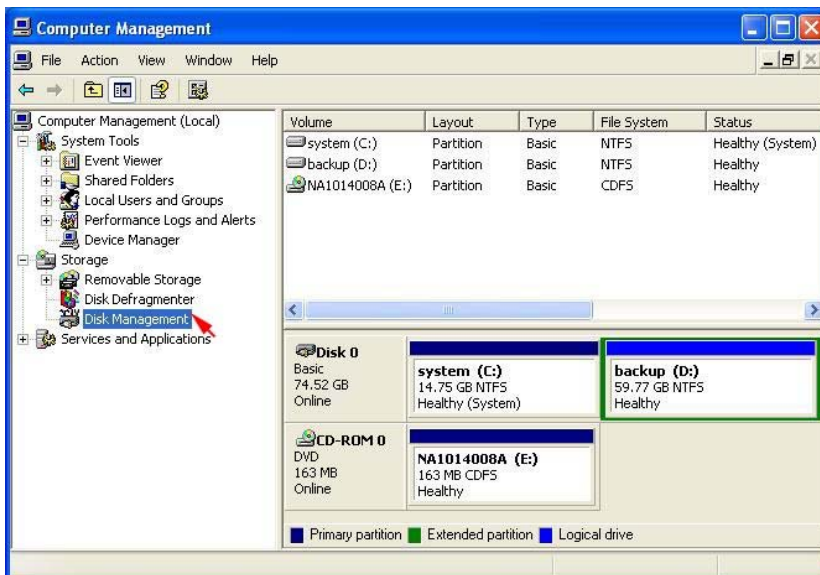 Computer Management
File Action View Window Help
Computer Management (Local)
System Tools
Event Viewer
Shared Folders
Local Users and Groups
Performance Logs and Alerts
Device Manager
Storage
Removable Storage
Disk Defragmenter
Disk Management
Services and Applications
Volume Layout Type File System Status
system (C:) Partition Basic NTFS Healthy (System)
backup (D:) Partition Basic NTFS Healthy
NA1014008A (E:) Partition Basic CDFS Healthy
Disk 0
Basic
74.52 GB
Online
system (C:)
14.75 GB NTFS
Healthy (System)
backup (D:)
59.77 GB NTFS
Healthy
CD-ROM 0
DVD
163 MB
Online
NA1014008A (E:)
163 MB CDFS
Healthy
Primary partition Extended partition Logical drive